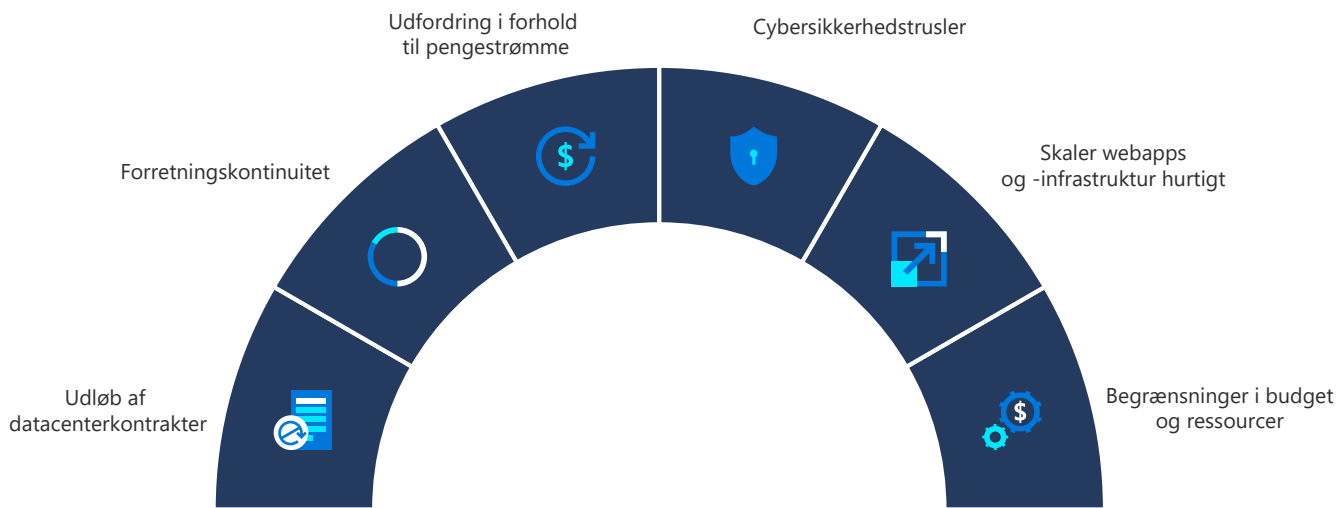 Udfordring i forhold
til pengestrømme
Cybersikkerhedstrusler
Forretningskontinuitet
Skaler webapps
og -infrastruktur hurtigt
Udløb af
datacenterkontrakter
Begrænsninger i budget
og ressourcer
$
$